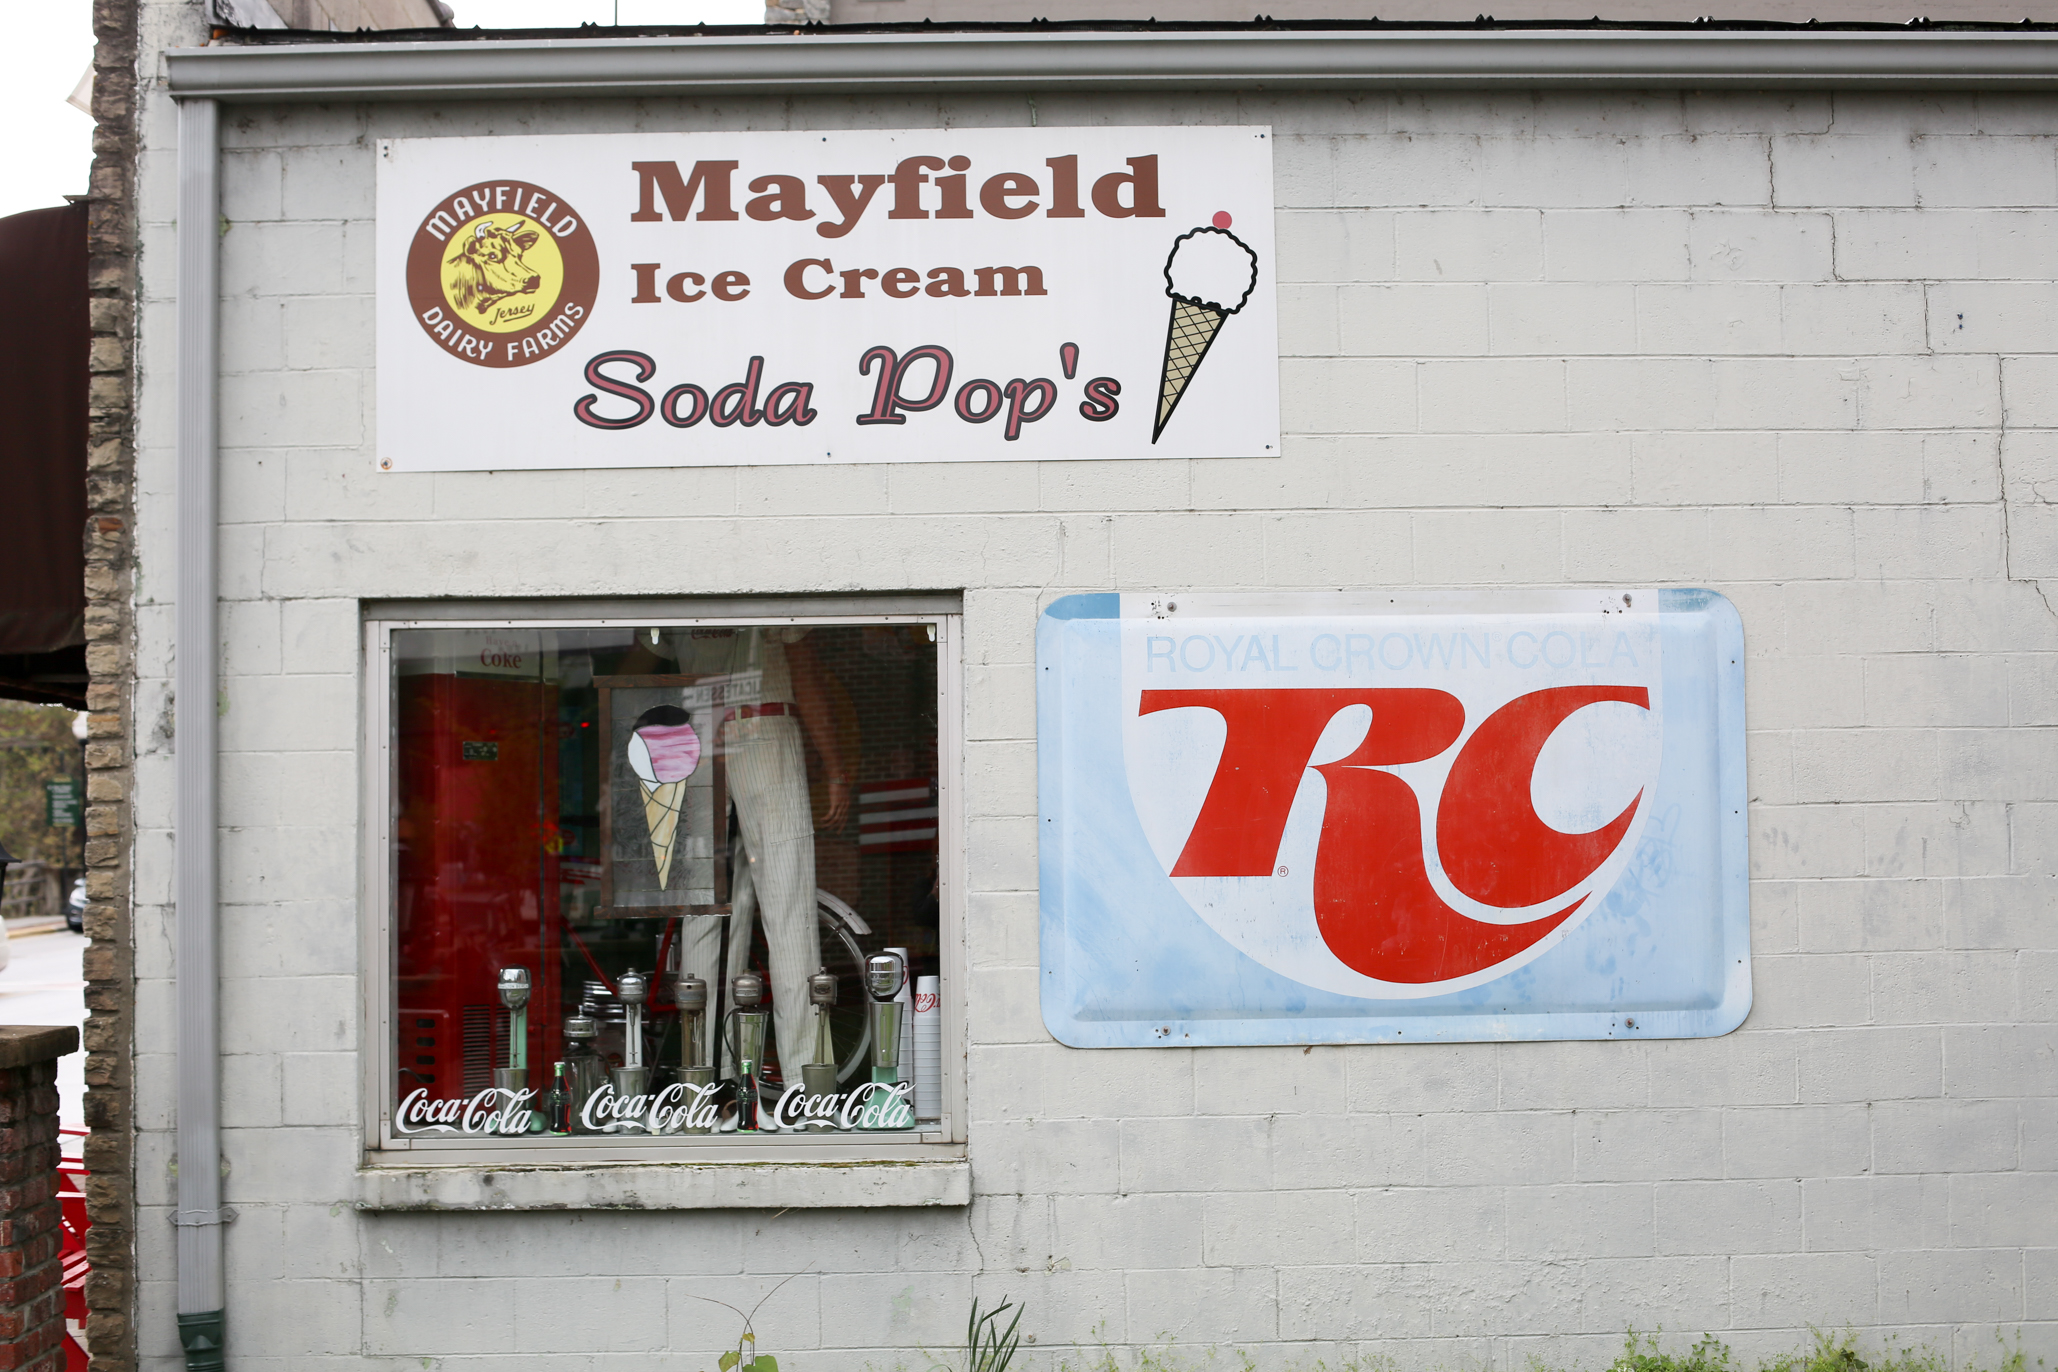 MAYFIELD
Jersey
DAIRY FARMS
Mayfield
Ice Cream
Soda Pop's
Coke
ROYAL CROWN COLA
RC
®
Coca-Cola Coca-Cola Coca-Cola